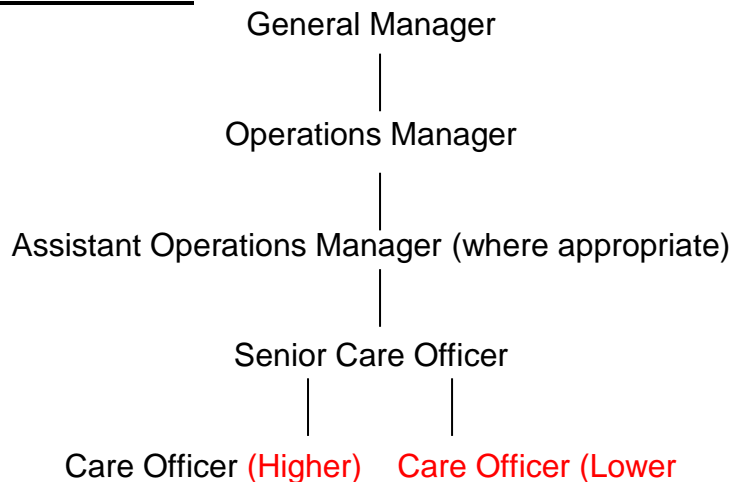 General Manager
Operations Manager
Assistant Operations Manager (where appropriate)
Senior Care Officer
Care Officer (Higher) Care Officer (Lower